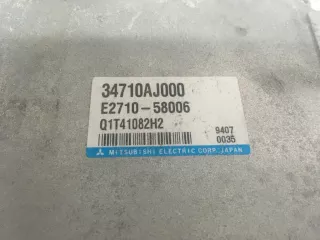 34710AJ000
E2710-58006
Q1T41082H2
9407
0035
MITSUBISHI ELECTRIC CORP. JAPAN